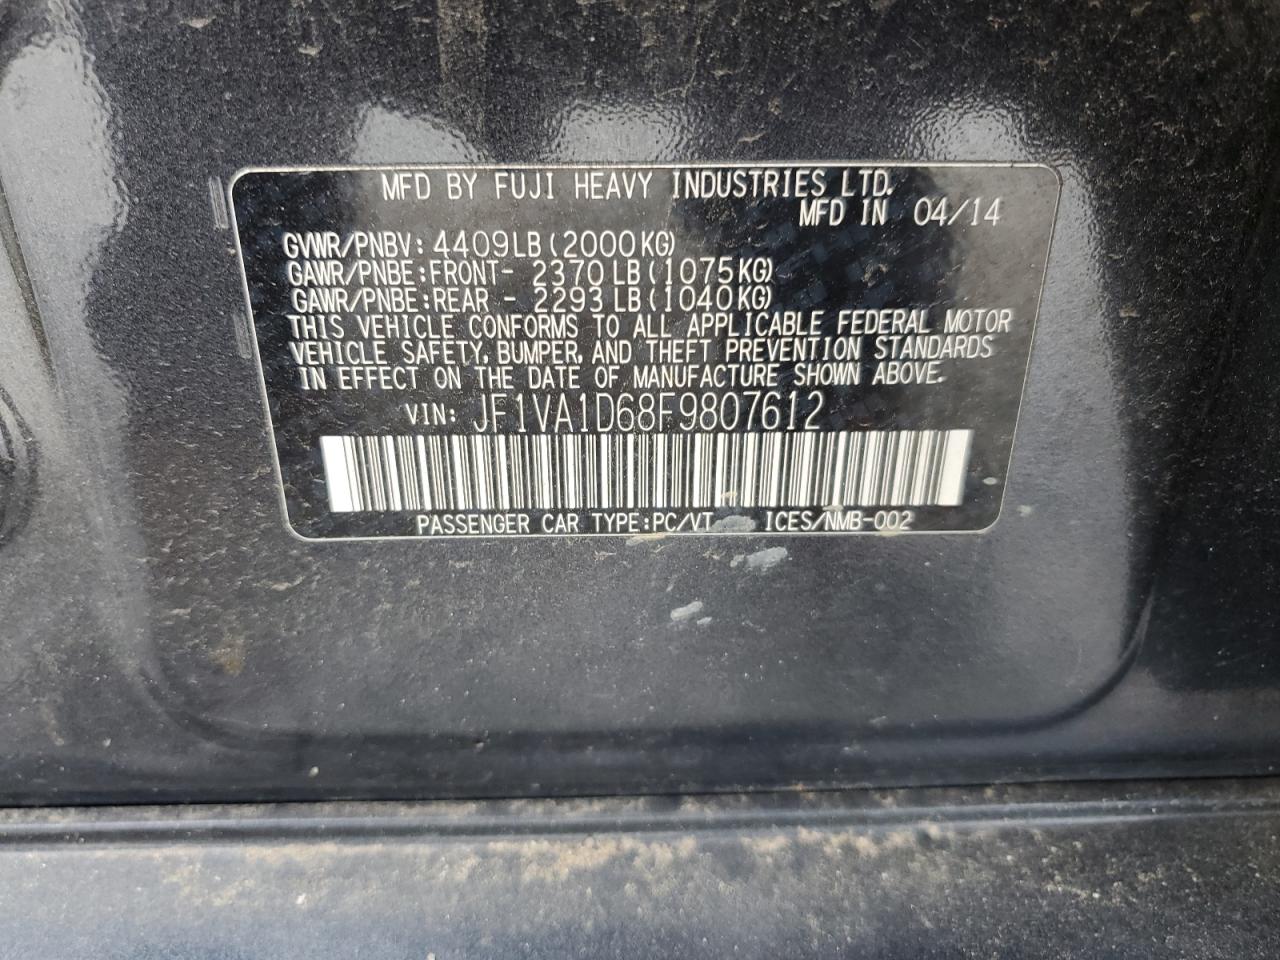 MFD BY FUJI HEAVY INDUSTRIES LTD.
MFD IN 04/14
GVWR/PNBV: 4409LB(2000KG)
GAWR/PNBE:FRONT- 2370LB(1075KG)
GAWR/PNBE:REAR - 2293LB(1040KG)
THIS VEHICLE CONFORMS TO ALL APPLICABLE FEDERAL MOTOR
VEHICLE SAFETY, BUMPER, AND THEFT PREVENTION STANDARDS
IN EFFECT ON THE DATE OF MANUFACTURE SHOWN ABOVE.
VIN: JF1VA1D68F9807612
PASSENGER CAR TYPE:PC/VT ICES/NMB-002